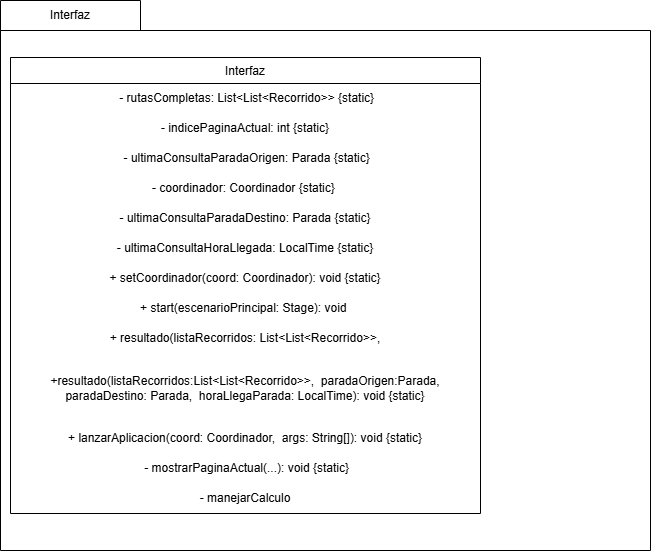 Interfaz
Interfaz
- rutasCompletas: List<List<Recorrido>> {static}
- indicePaginaActual: int {static}
- ultimaConsultaParadaOrigen: Parada {static}
- coordinador: Coordinador {static}
- ultimaConsultaParadaDestino: Parada {static}
- ultimaConsultaHoraLlegada: LocalTime {static}
+ setCoordinador(coord: Coordinador): void {static}
+ start(escenarioPrincipal: Stage): void
+ resultado(listaRecorridos: List<List<Recorrido>>,
+resultado(listaRecorridos:List<List<Recorrido>>,  paradaOrigen:Parada,
paradaDestino: Parada,  horaLlegaParada: LocalTime): void {static}
+ lanzarAplicacion(coord: Coordinador,  args: String[]): void {static}
- mostrarPaginaActual(...): void {static}
- manejarCalculo